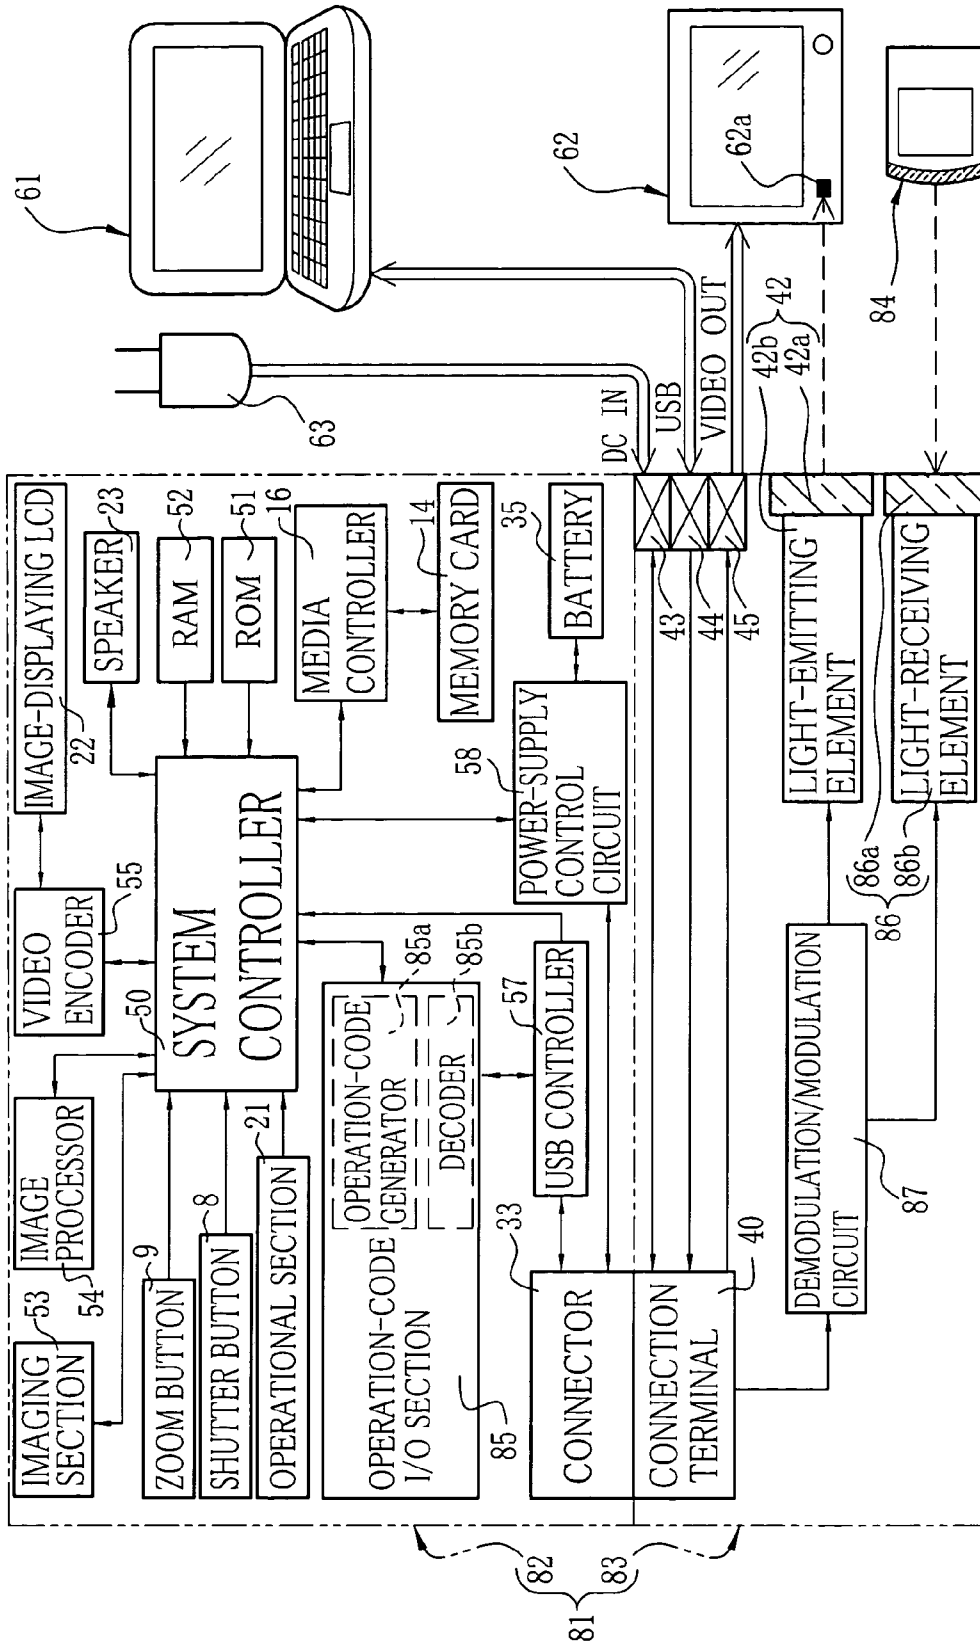 IMAGING
SECTION
53
IMAGE
PROCESSOR
54
VIDEO
ENCODER
55
IMAGE-DISPLAYING LCD
22
SPEAKER
23
ZOOM BUTTON
9
SHUTTER BUTTON
8
OPERATIONAL SECTION
21
50
SYSTEM
CONTROLLER
RAM
52
ROM
51
16
MEDIA
CONTROLLER
14
MEMORY CARD
OPERATION-CODE
I/O SECTION
85
OPERATION-CODE
GENERATOR
85a
DECODER
85b
57
USB CONTROLLER
58
POWER-SUPPLY
CONTROL
CIRCUIT
35
BATTERY
33
CONNECTOR
CONNECTION
TERMINAL
40
43
44
45
DC IN
USB
VIDEO OUT
61
63
62
62a
84
DEMODULATION/MODULATION
CIRCUIT
87
LIGHT-EMITTING
ELEMENT
42b
42a
42
LIGHT-RECEIVING
ELEMENT
86
86a
86b
81
82
83